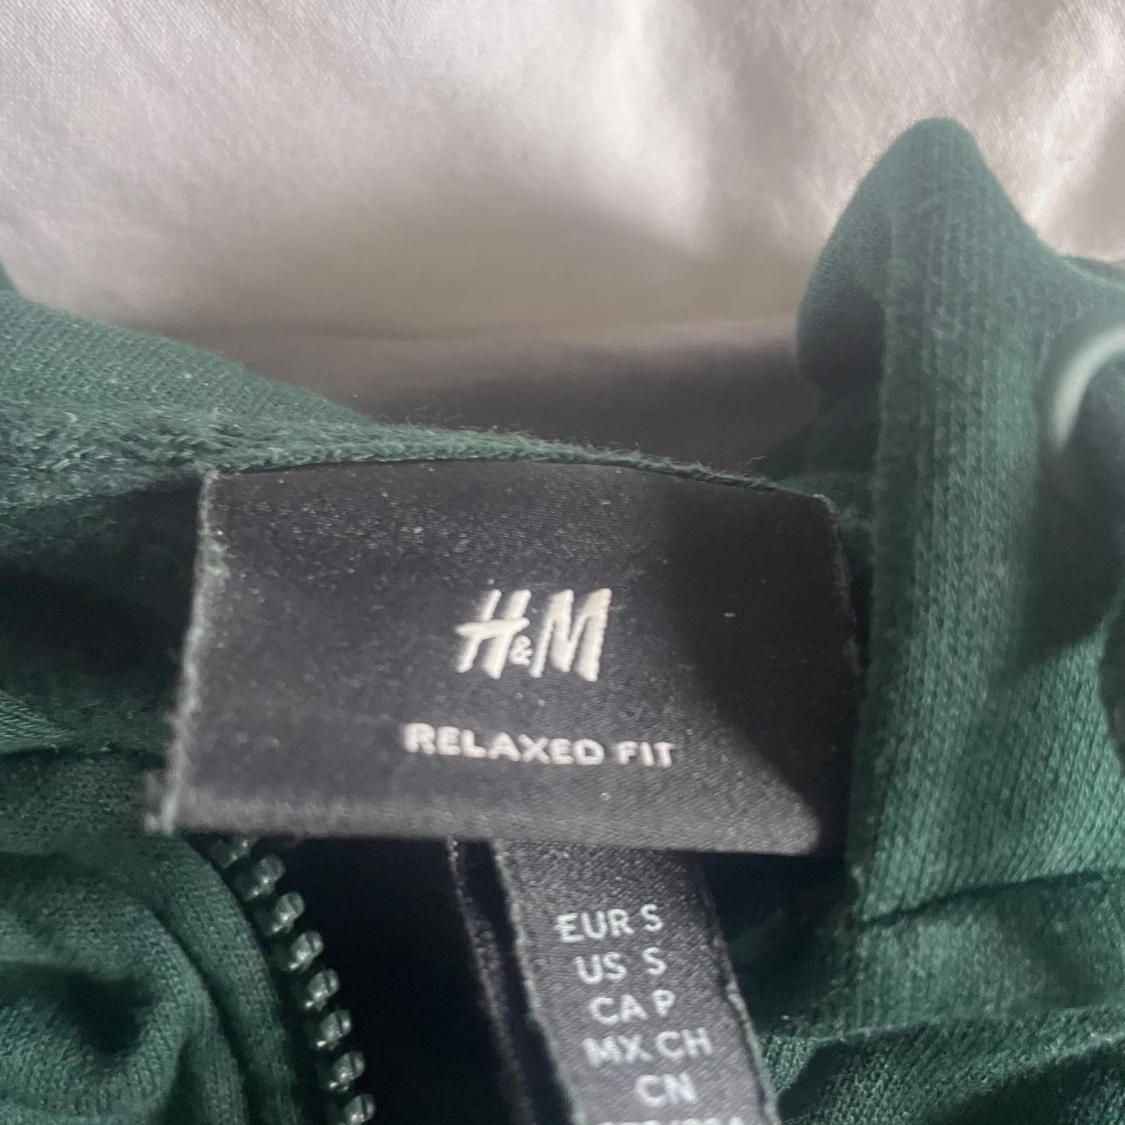 H&M
RELAXED FIT
EUR S
US S
CA P
MX CH
CN